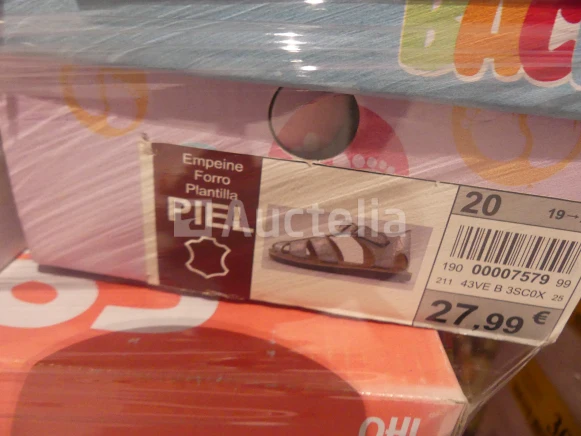 BAC
Empeine
Forro
Plantilla
PIEL
Auctelia
20
19
190 00007579 99
211 43VE B 3SC0X 25
27,99 €
OH!